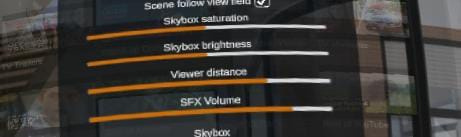 Scene follow view field
Skybox saturation
Skybox brightness
Viewer distance
SFX Volume
Skybox